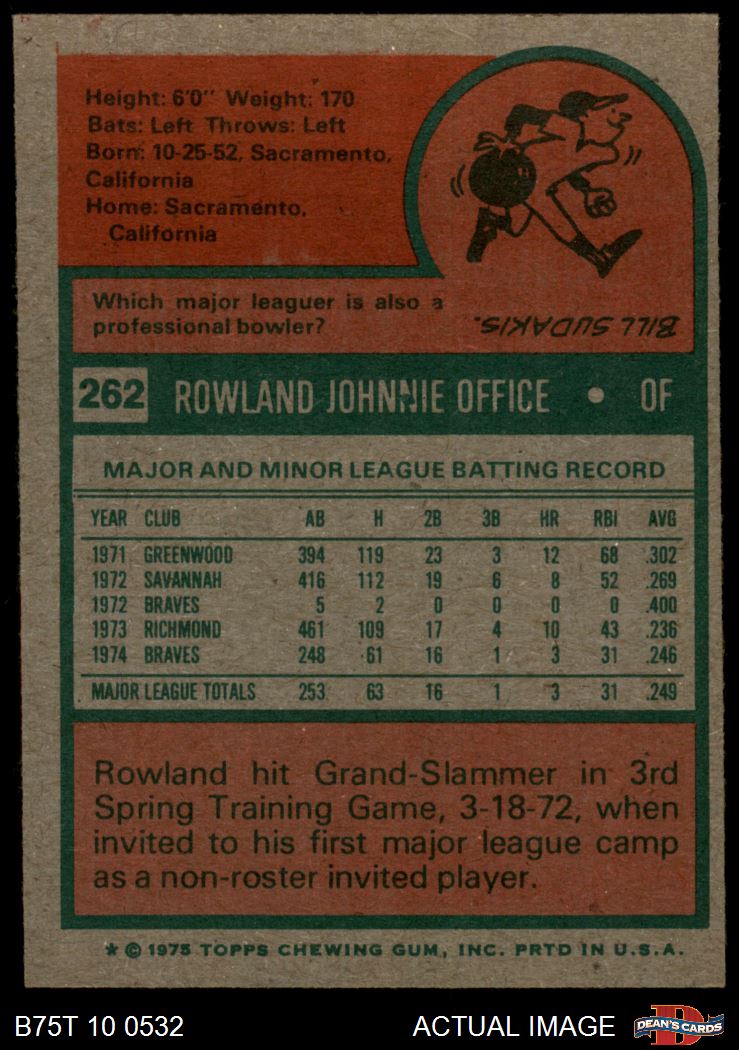 Height: 6'0" Weight: 170
Bats: Left Throws: Left
Born: 10-25-52, Sacramento,
California
Home: Sacramento,
California
Which major leaguer is also a
professional bowler?
BILL SUDAKIS.
262 ROWLAND JOHNNIE OFFICE • OF
MAJOR AND MINOR LEAGUE BATTING RECORD
YEAR CLUB AB H 2B 3B HR RBI AVG
1971 GREENWOOD 394 119 23 3 12 68 .302
1972 SAVANNAH 416 112 19 6 8 52 .269
1972 BRAVES 5 2 0 0 0 0 .400
1973 RICHMOND 461 109 17 4 10 43 .236
1974 BRAVES 248 61 16 1 3 31 .246
MAJOR LEAGUE TOTALS 253 63 16 1 3 31 .249
Rowland hit Grand-Slammer in 3rd
Spring Training Game, 3-18-72, when
invited to his first major league camp
as a non-roster invited player.
* © 1975 TOPPS CHEWING GUM, INC. PRTD IN U.S.A.
B75T 10 0532 ACTUAL IMAGE D DEAN'S CARDS